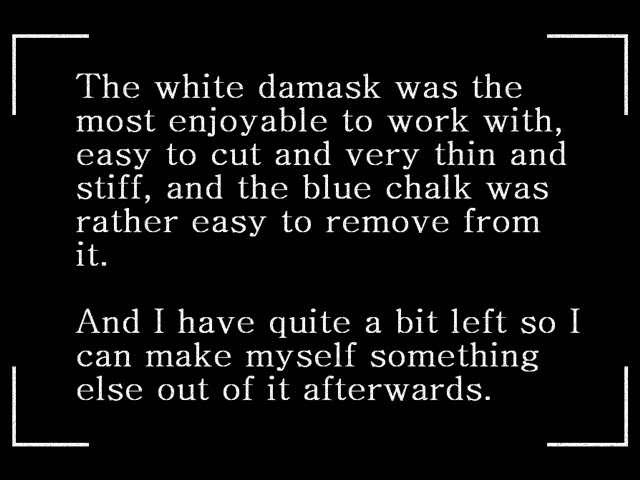 The white damask was the
most enjoyable to work with,
easy to cut and very thin and
stiff, and the blue chalk was
rather easy to remove from
it.
And I have quite a bit left so I
can make myself something
else out of it afterwards.